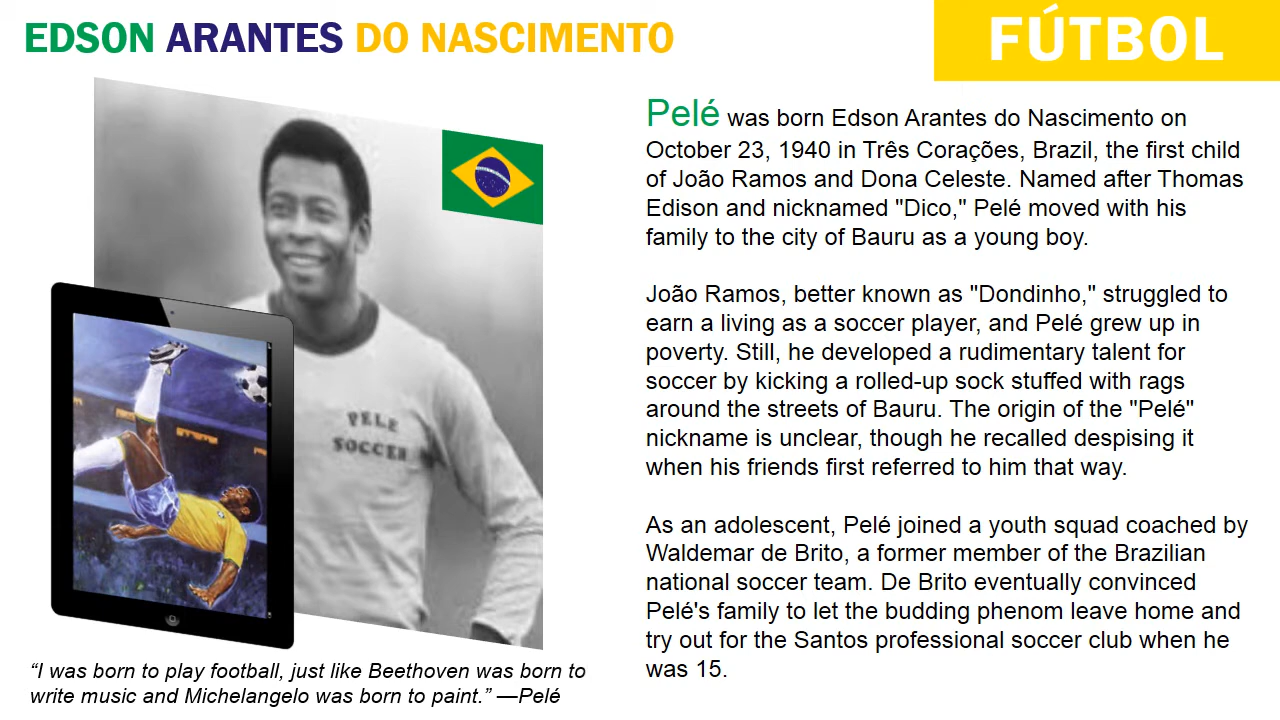 EDSON ARANTES DO NASCIMENTO
FÚTBOL
PELE
SOCCER
“I was born to play football, just like Beethoven was born to
write music and Michelangelo was born to paint.” —Pelé
Pelé was born Edson Arantes do Nascimento on
October 23, 1940 in Três Corações, Brazil, the first child
of João Ramos and Dona Celeste. Named after Thomas
Edison and nicknamed "Dico," Pelé moved with his
family to the city of Bauru as a young boy.
João Ramos, better known as "Dondinho," struggled to
earn a living as a soccer player, and Pelé grew up in
poverty. Still, he developed a rudimentary talent for
soccer by kicking a rolled-up sock stuffed with rags
around the streets of Bauru. The origin of the "Pelé"
nickname is unclear, though he recalled despising it
when his friends first referred to him that way.
As an adolescent, Pelé joined a youth squad coached by
Waldemar de Brito, a former member of the Brazilian
national soccer team. De Brito eventually convinced
Pelé's family to let the budding phenom leave home and
try out for the Santos professional soccer club when he
was 15.